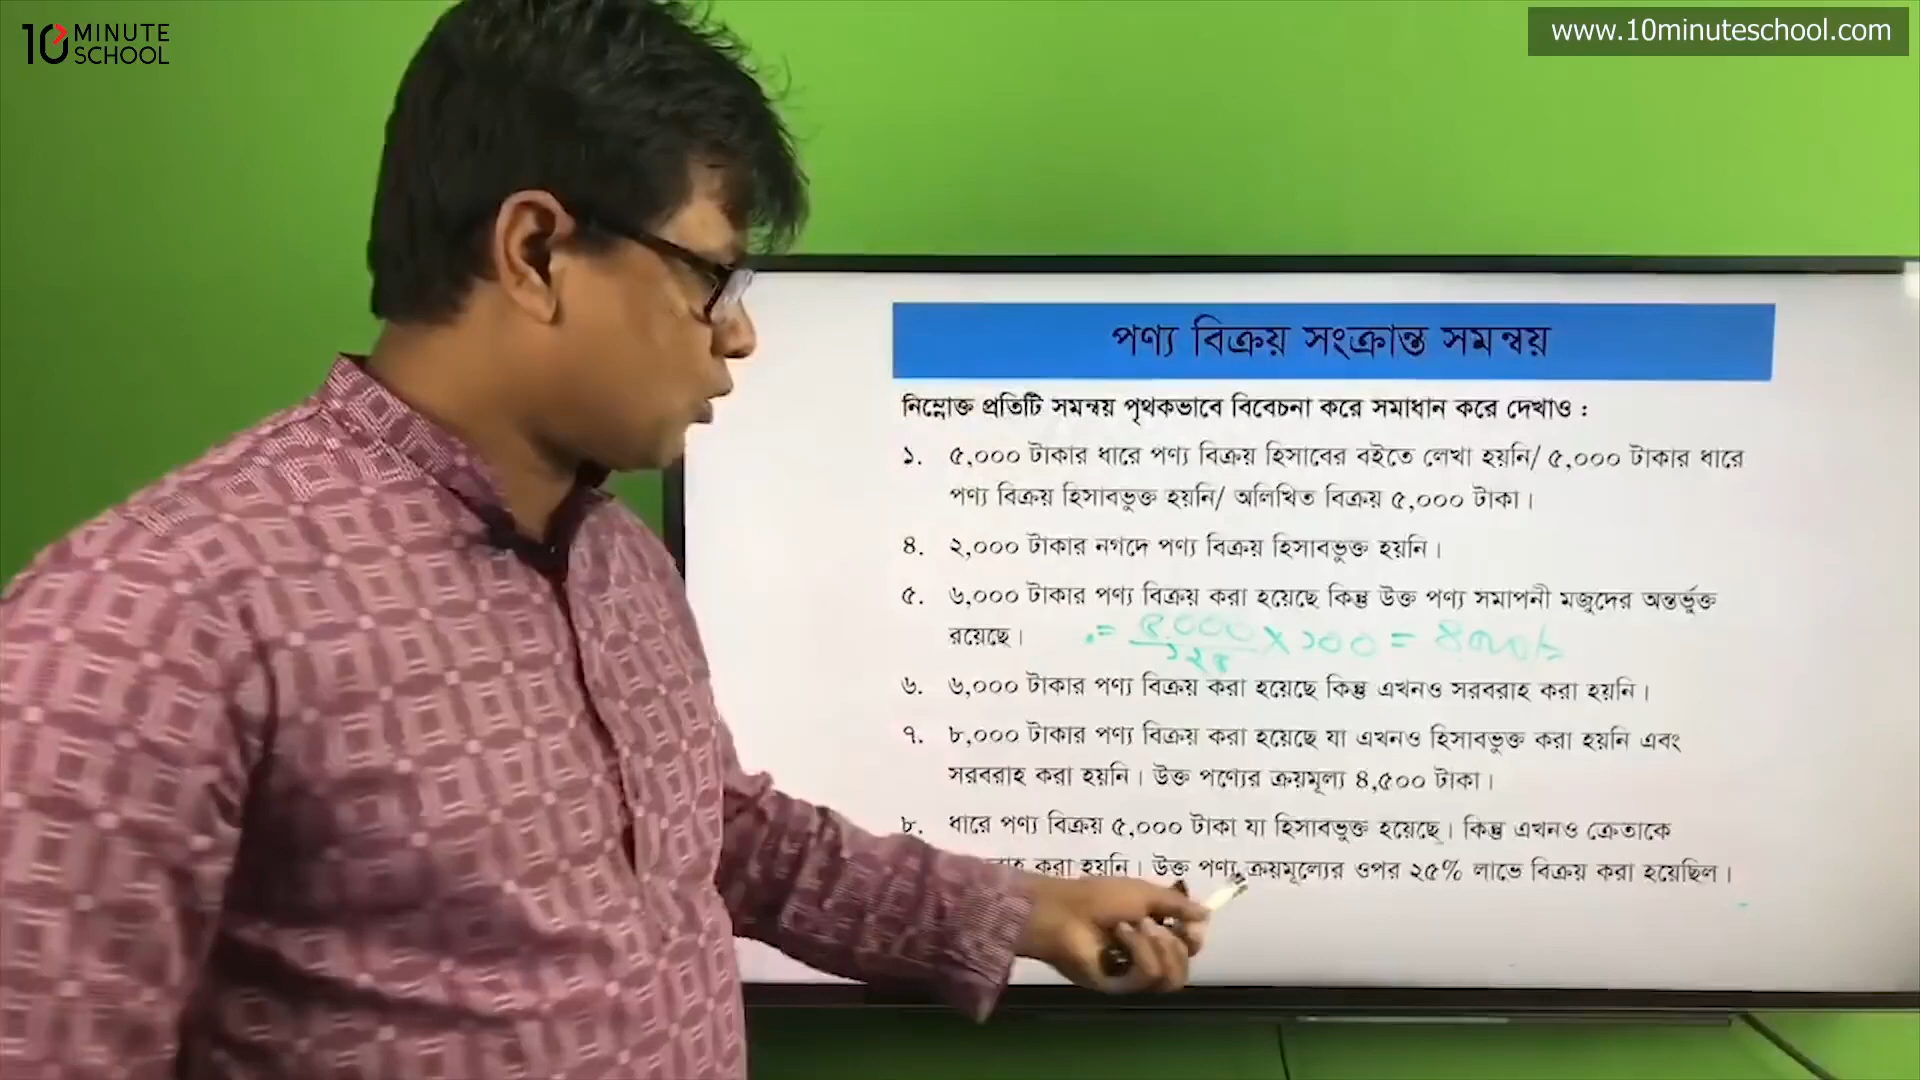 10 MINUTE
SCHOOL
www.10minuteschool.com
পণ্য বিক্রয় সংক্রান্ত সমন্বয়
নিম্নোক্ত প্রতিটি সমন্বয় পৃথকভাবে বিবেচনা করে সমাধান করে দেখাও :
১. ৫,০০০ টাকার ধারে পণ্য বিক্রয় হিসাবের বইতে লেখা হয়নি/ ৫,০০০ টাকার ধারে
পণ্য বিক্রয় হিসাবভুক্ত হয়নি/ অলিখিত বিক্রয় ৫,০০০ টাকা।
৪. ২,০০০ টাকার নগদে পণ্য বিক্রয় হিসাবভুক্ত হয়নি।
৫. ৬,০০০ টাকার পণ্য বিক্রয় করা হয়েছে কিন্তু উক্ত পণ্য সমাপনী মজুদের অন্তর্ভুক্ত
রয়েছে।
= ৫০০০/১২৫ × ১০০ = ৪০০০
৬. ৬,০০০ টাকার পণ্য বিক্রয় করা হয়েছে কিন্তু এখনও সরবরাহ করা হয়নি।
৭. ৮,০০০ টাকার পণ্য বিক্রয় করা হয়েছে যা এখনও হিসাবভুক্ত করা হয়নি এবং
সরবরাহ করা হয়নি। উক্ত পণ্যের ক্রয়মূল্য ৪,৫০০ টাকা।
৮. ধারে পণ্য বিক্রয় ৫,০০০ টাকা যা হিসাবভুক্ত হয়েছে। কিন্তু এখনও ক্রেতাকে
করা হয়নি। উক্ত পণ্য ক্রয়মূল্যের ওপর ২৫% লাভে বিক্রয় করা হয়েছিল।